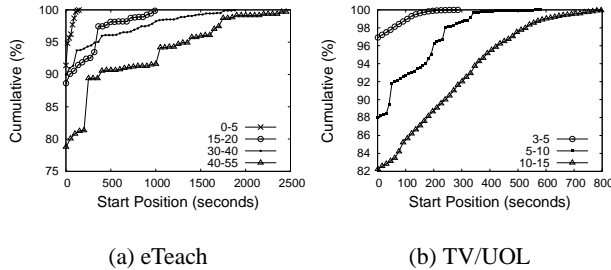 100
95
90
85
80
75
Cumulative (%)
0 500 1000 1500 2000 2500
Start Position (seconds)
0-5
15-20
30-40
40-55
100
98
96
94
92
90
88
86
84
82
Cumulative (%)
0 100 200 300 400 500 600 700 800
Start Position (seconds)
3-5
5-10
10-15
(a) eTeach
(b) TV/UOL